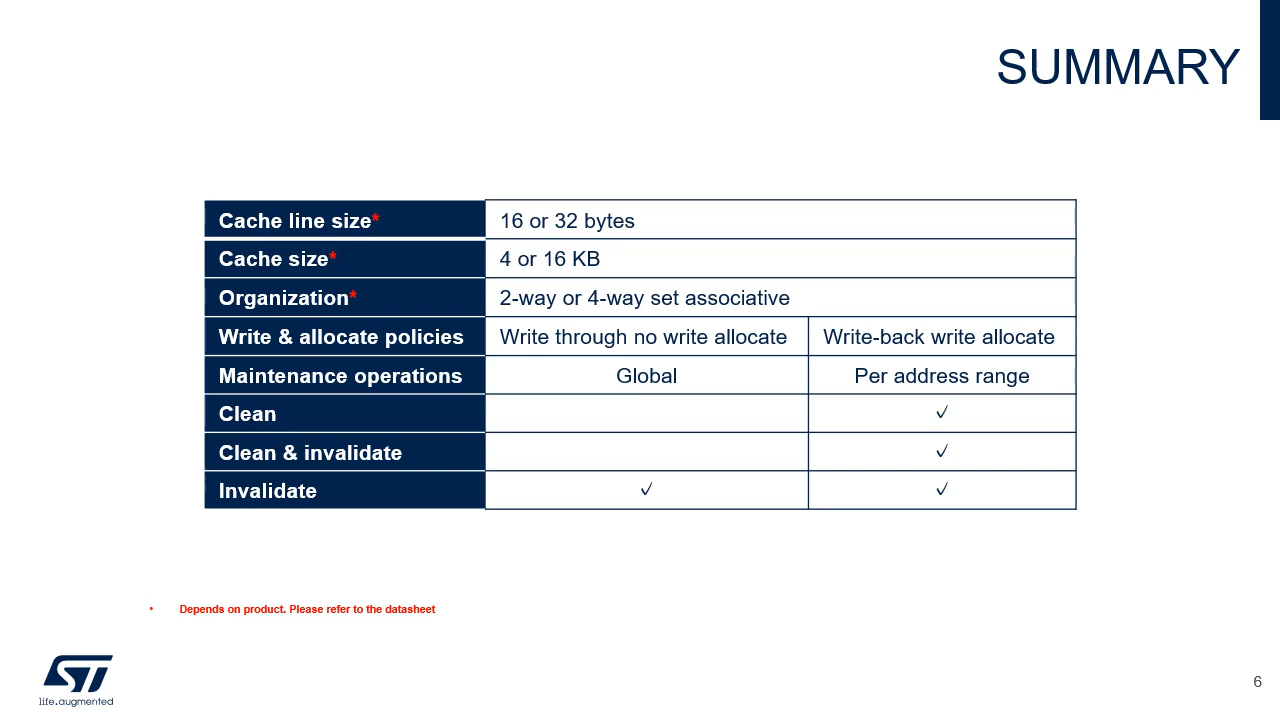 SUMMARY
Cache line size* 16 or 32 bytes
Cache size* 4 or 16 KB
Organization* 2-way or 4-way set associative
Write & allocate policies Write through no write allocate Write-back write allocate
Maintenance operations Global Per address range
Clean ✓
Clean & invalidate ✓
Invalidate ✓ ✓
• Depends on product. Please refer to the datasheet
ST
life.augmented
6